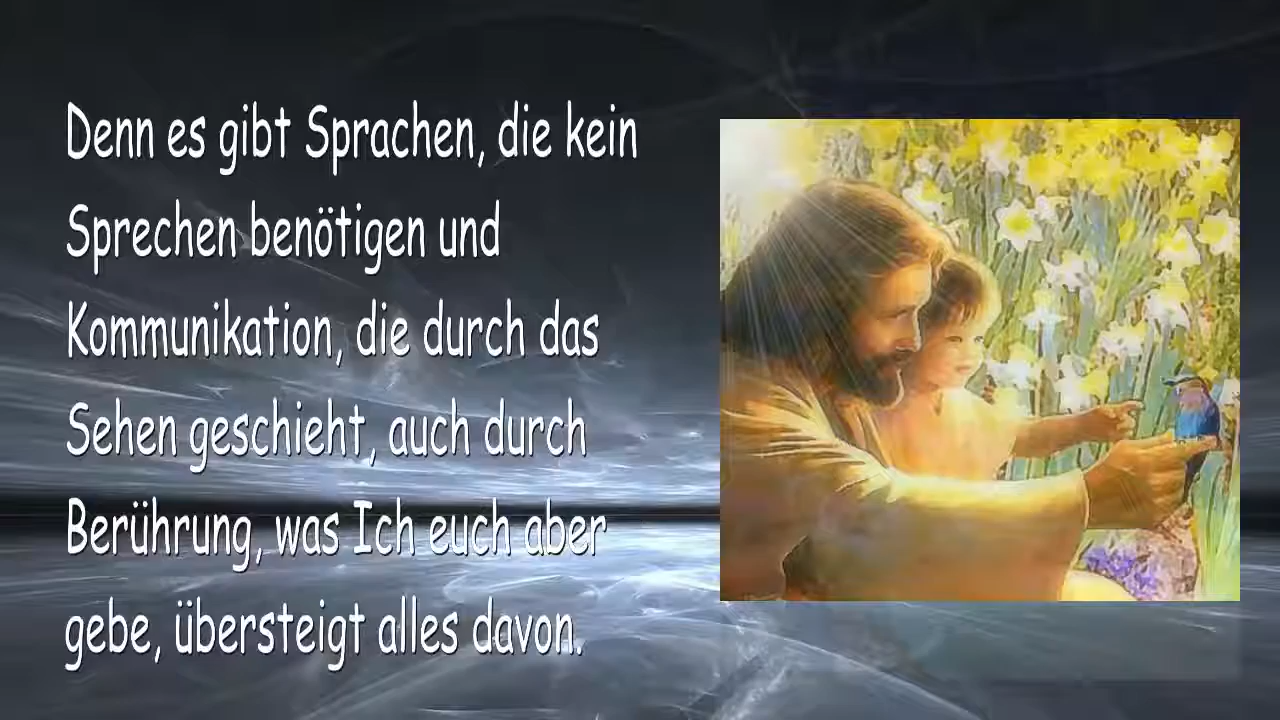 Denn es gibt Sprachen, die kein
Sprechen benötigen und
Kommunikation, die durch das
Sehen geschieht, auch durch
Berührung, was Ich euch aber
gebe, übersteigt alles davon.